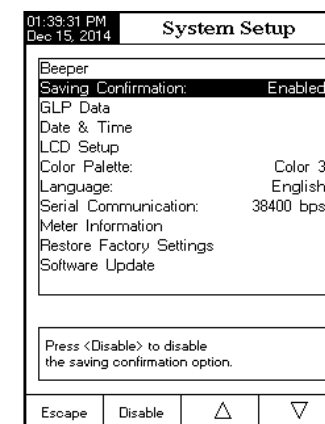 01:39:31 PM
Dec 15, 2014
System Setup
Beeper
Saving Confirmation: Enabled
GLP Data
Date & Time
LCD Setup
Color Palette: Color 3
Language: English
Serial Communication: 38400 bps
Meter Information
Restore Factory Settings
Software Update
Press <Disable> to disable
the saving confirmation option.
Escape Disable △ ▽